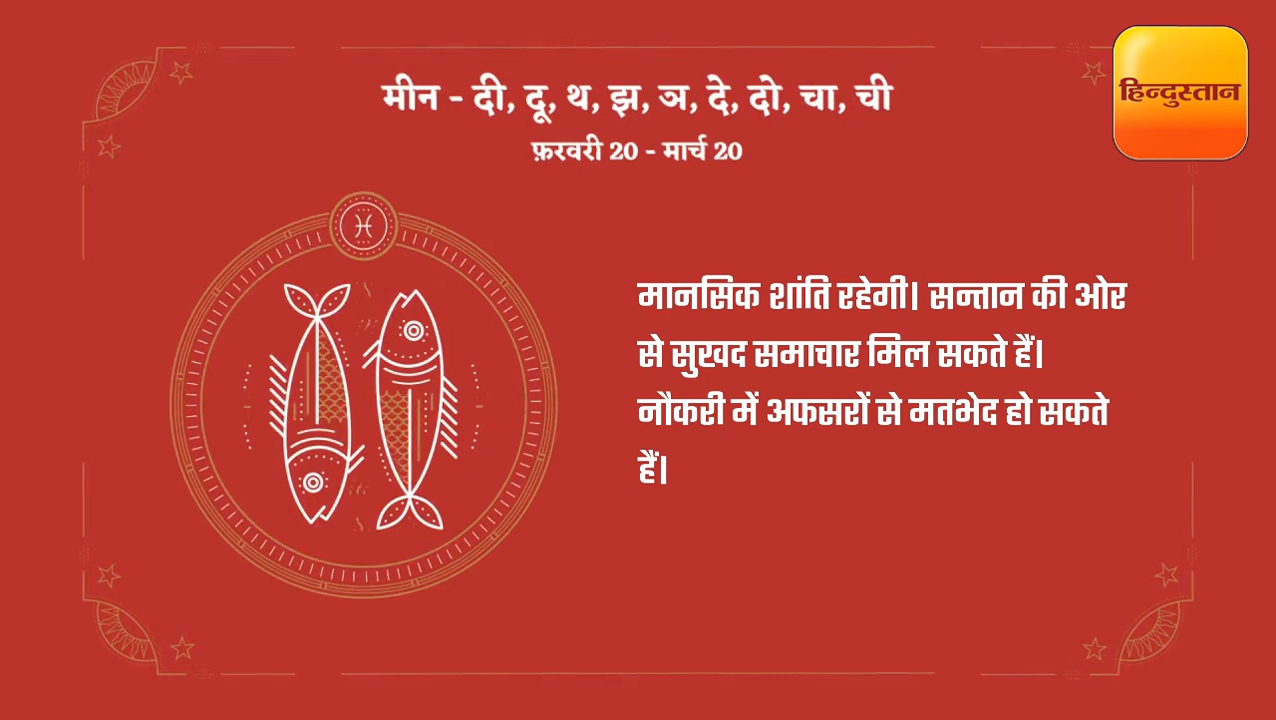 हिन्दुस्तान
मीन - दी, दू, थ, झ, ञ, दे, दो, चा, ची
फ़रवरी 20 - मार्च 20
मानसिक शांति रहेगी। सन्तान की ओर
से सुखद समाचार मिल सकते हैं।
नौकरी में अफसरों से मतभेद हो सकते
हैं।